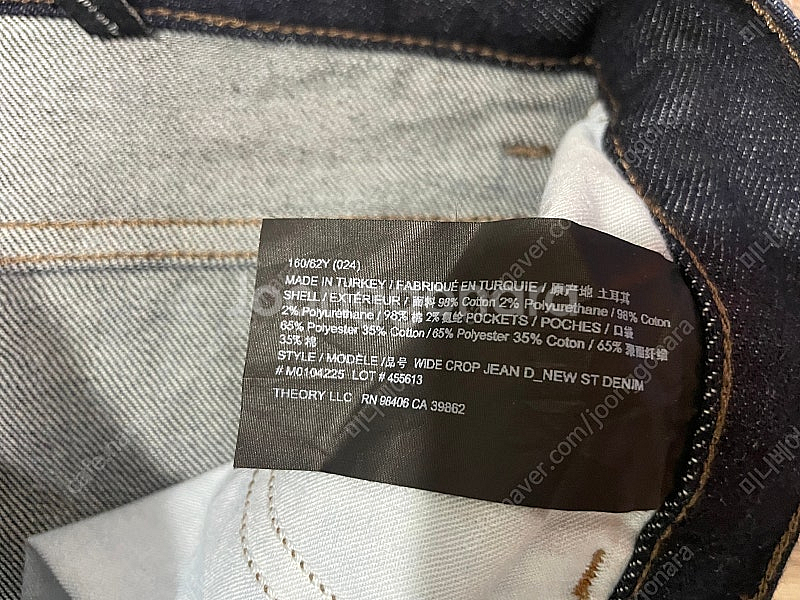 160/62Y (024)
MADE IN TURKEY / FABRIQUÉ EN TURQUIE / 原产地 土耳其
SHELL / EXTÉRIEUR / 面料 98% Cotton 2% Polyurethane / 98% Coton
2% Polyuréthane / 98% 棉 2% 氨纶 POCKETS / POCHES / 口袋
65% Polyester 35% Cotton / 65% Polyester 35% Coton / 65% 聚酯纤维
35% 棉
STYLE / MODÈLE /品号 WIDE CROP JEAN D_NEW ST DENIM
# M0104225 LOT # 455613
THEORY LLC RN 98406 CA 39862